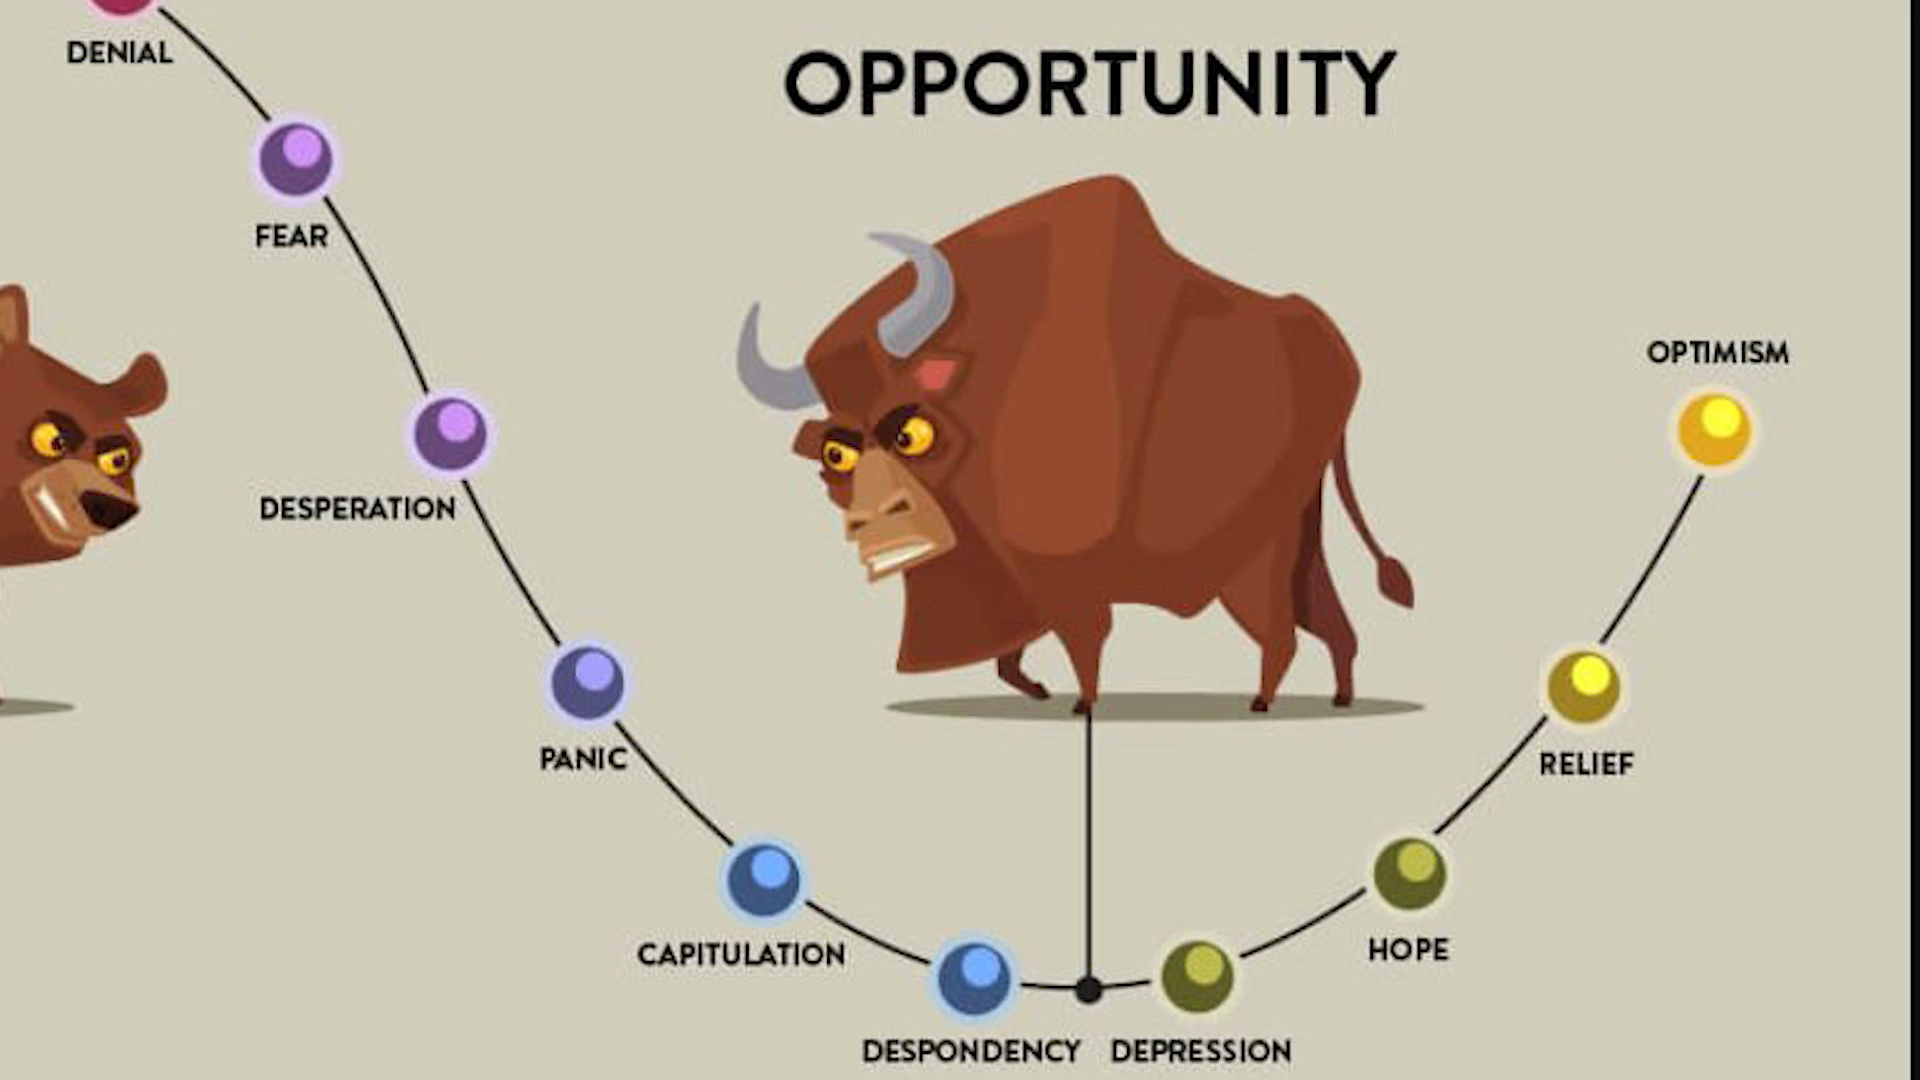 DENIAL
OPPORTUNITY
FEAR
OPTIMISM
DESPERATION
PANIC
RELIEF
CAPITULATION
HOPE
DESPONDENCY
DEPRESSION